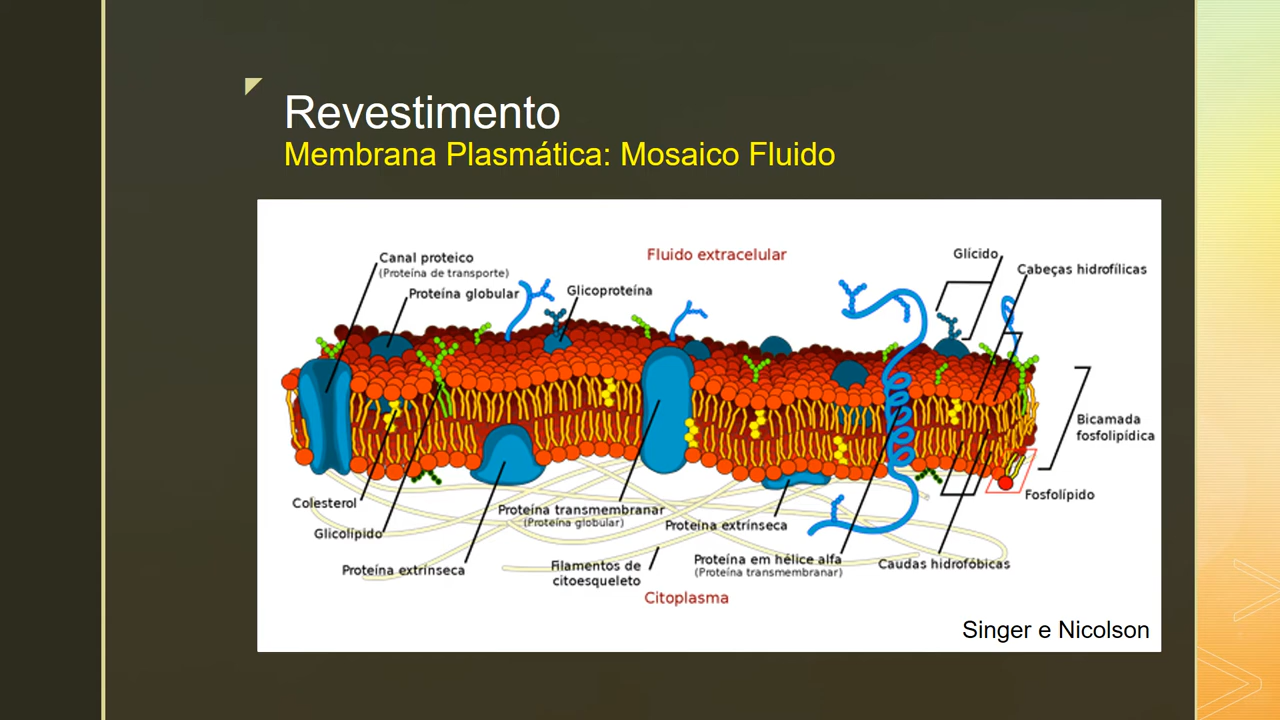 Revestimento
Membrana Plasmática: Mosaico Fluido
Canal proteico
(Proteína de transporte)
Proteína globular
Glicoproteína
Fluido extracelular
Glícido
Cabeças hidrofílicas
Bicamada
fosfolipídica
Fosfolípido
Colesterol
Glicolípido
Proteína extrínseca
Proteína transmembranar
(Proteína globular)
Filamentos de
citoesqueleto
Proteína extrínseca
Proteína em hélice alfa
(Proteína transmembranar)
Caudas hidrofóbicas
Citoplasma
Singer e Nicolson